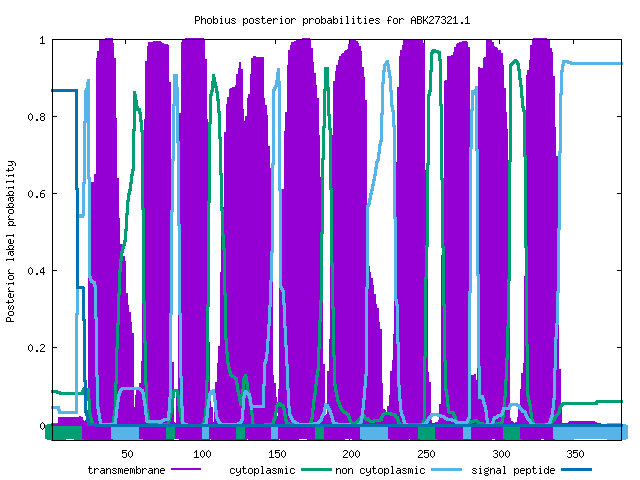 Phobius posterior probabilities for ABK27321.1
Posterior label probability
1
0.8
0.6
0.4
0.2
0
50 100 150 200 250 300 350
transmembrane cytoplasmic non cytoplasmic signal peptide